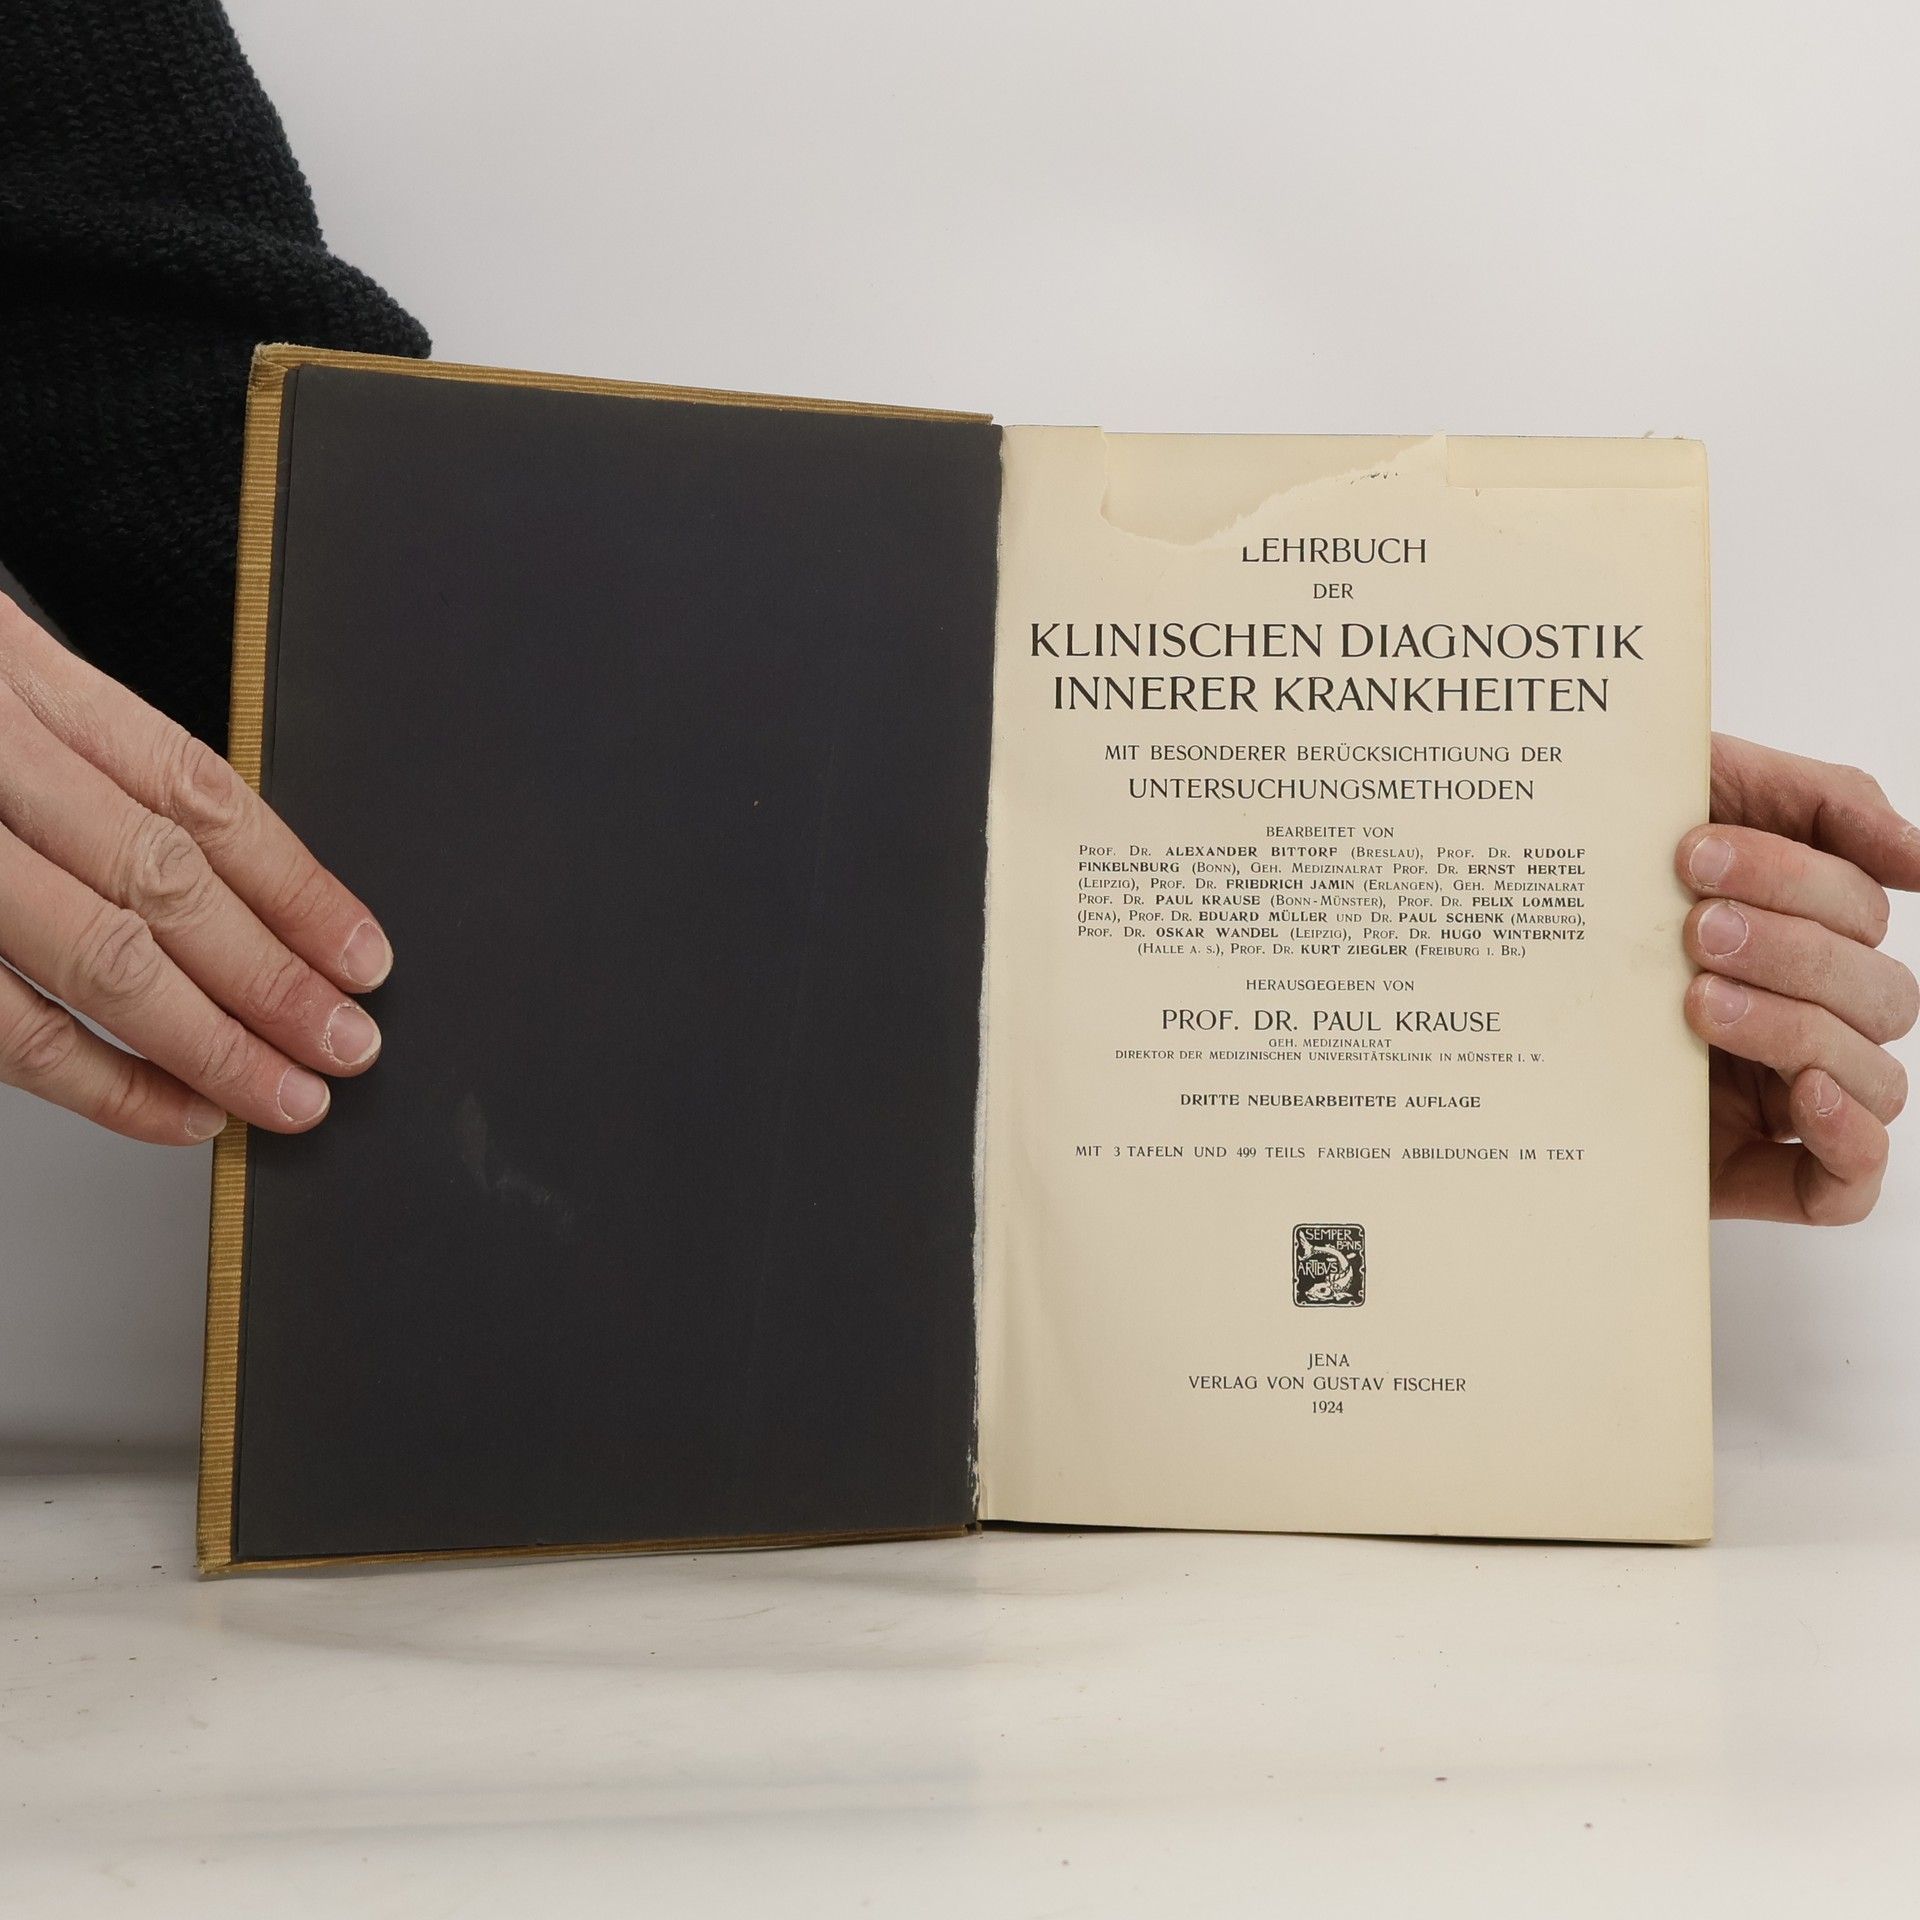 LEHRBUCH
DER
KLINISCHEN DIAGNOSTIK
INNERER KRANKHEITEN
MIT BESONDERER BERÜCKSICHTIGUNG DER
UNTERSUCHUNGSMETHODEN
BEARBEITET VON
PROF. DR. ALEXANDER BITTORF (BRESLAU), PROF. DR. RUDOLF
FINKELNBURG (BONN), GEH. MEDIZINALRAT PROF. DR. ERNST HERTEL
(LEIPZIG), PROF. DR. FRIEDRICH JAMIN (ERLANGEN), GEH. MEDIZINALRAT
PROF. DR. PAUL KRAUSE (BONN-MÜNSTER), PROF. DR. FELIX LOMMEL
(JENA), PROF. DR. EDUARD MÜLLER UND DR. PAUL SCHENK (MARBURG),
PROF. DR. OSKAR WANDEL (LEIPZIG), PROF. DR. HUGO WINTERNITZ
(HALLE A. S.), PROF. DR. KURT ZIEGLER (FREIBURG I. BR.)
HERAUSGEGEBEN VON
PROF. DR. PAUL KRAUSE
GEH. MEDIZINALRAT
DIREKTOR DER MEDIZINISCHEN UNIVERSITÄTSKLINIK IN MÜNSTER I. W.
DRITTE NEUBEARBEITETE AUFLAGE
MIT 3 TAFELN UND 499 TEILS FARBIGEN ABBILDUNGEN IM TEXT
SEMPER
BONIS
ARTIBVS
JENA
VERLAG VON GUSTAV FISCHER
1924